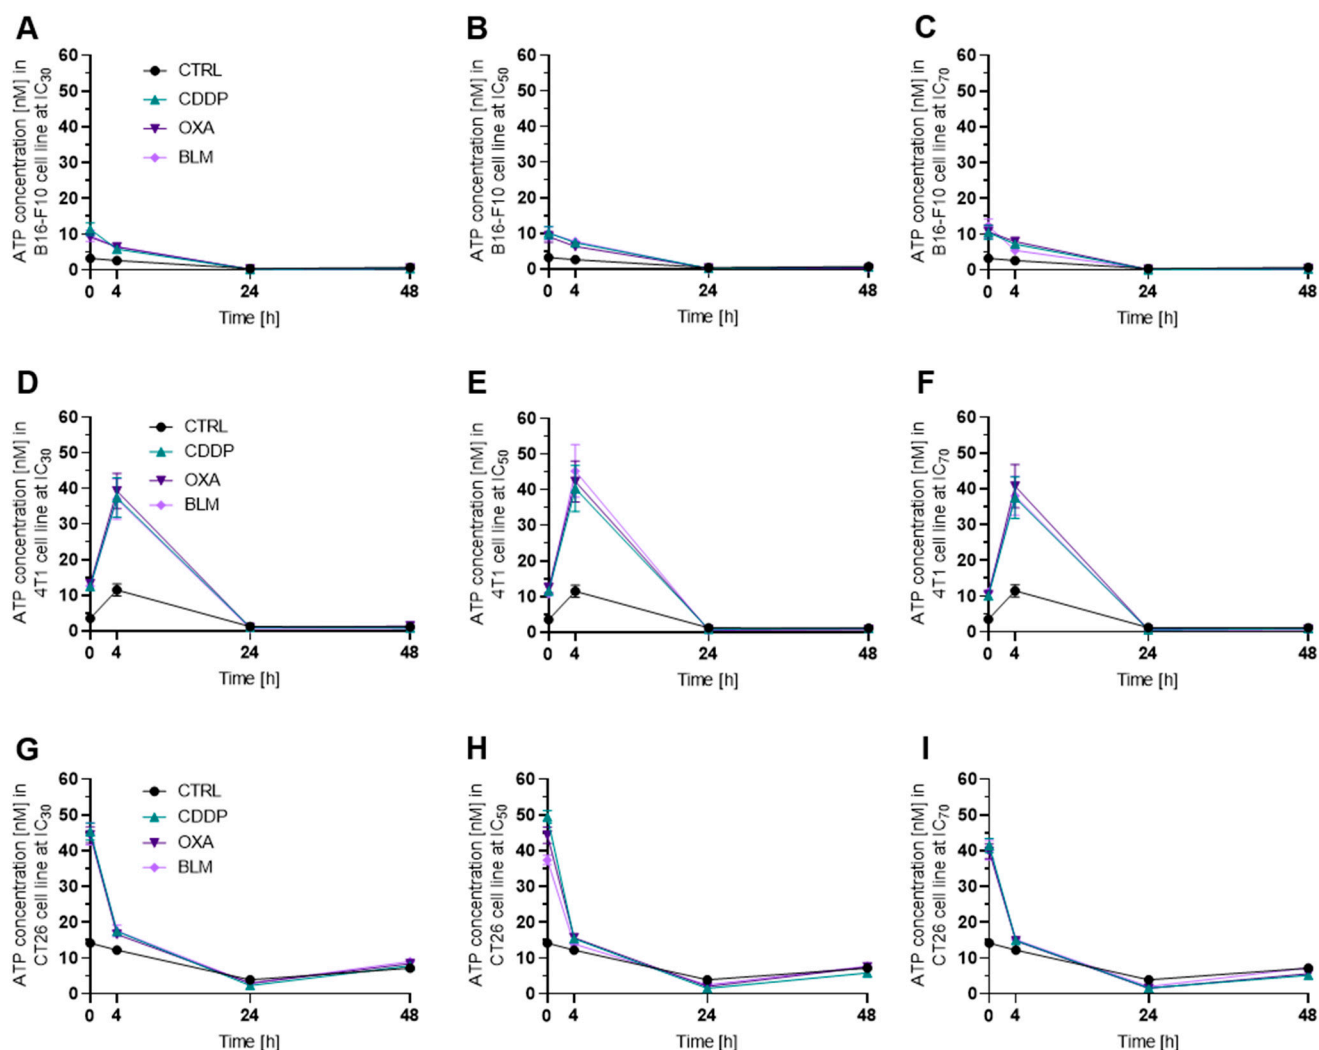 A
ATP concentration [nM] in
B16-F10 cell line at IC30
60
50
40
30
20
10
0
CTRL
CDDP
OXA
BLM
0 4 24 48
Time [h]
B
ATP concentration [nM] in
B16-F10 cell line at IC50
60
50
40
30
20
10
0
0 4 24 48
Time [h]
C
ATP concentration [nM] in
B16-F10 cell line at IC70
60
50
40
30
20
10
0
0 4 24 48
Time [h]
D
ATP concentration [nM] in
4T1 cell line at IC30
60
50
40
30
20
10
0
CTRL
CDDP
OXA
BLM
0 4 24 48
Time [h]
E
ATP concentration [nM] in
4T1 cell line at IC50
60
50
40
30
20
10
0
0 4 24 48
Time [h]
F
ATP concentration [nM] in
4T1 cell line at IC70
60
50
40
30
20
10
0
0 4 24 48
Time [h]
G
ATP concentration [nM] in
CT26 cell line at IC30
60
50
40
30
20
10
0
CTRL
CDDP
OXA
BLM
0 4 24 48
Time [h]
H
ATP concentration [nM] in
CT26 cell line at IC50
60
50
40
30
20
10
0
0 4 24 48
Time [h]
I
ATP concentration [nM] in
CT26 cell line at IC70
60
50
40
30
20
10
0
0 4 24 48
Time [h]